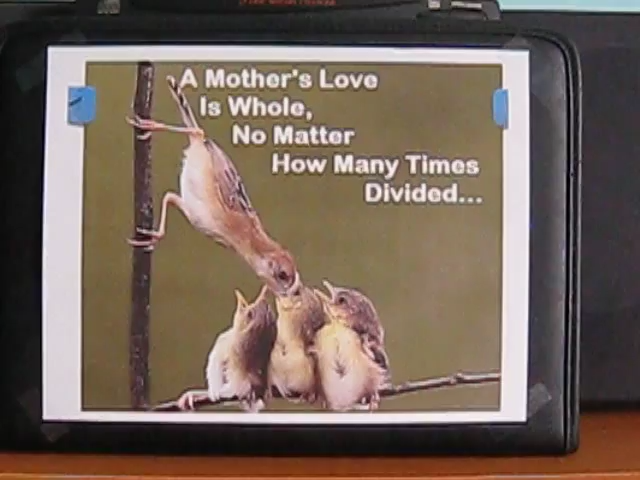 A Mother's Love
Is Whole,
No Matter
How Many Times
Divided...